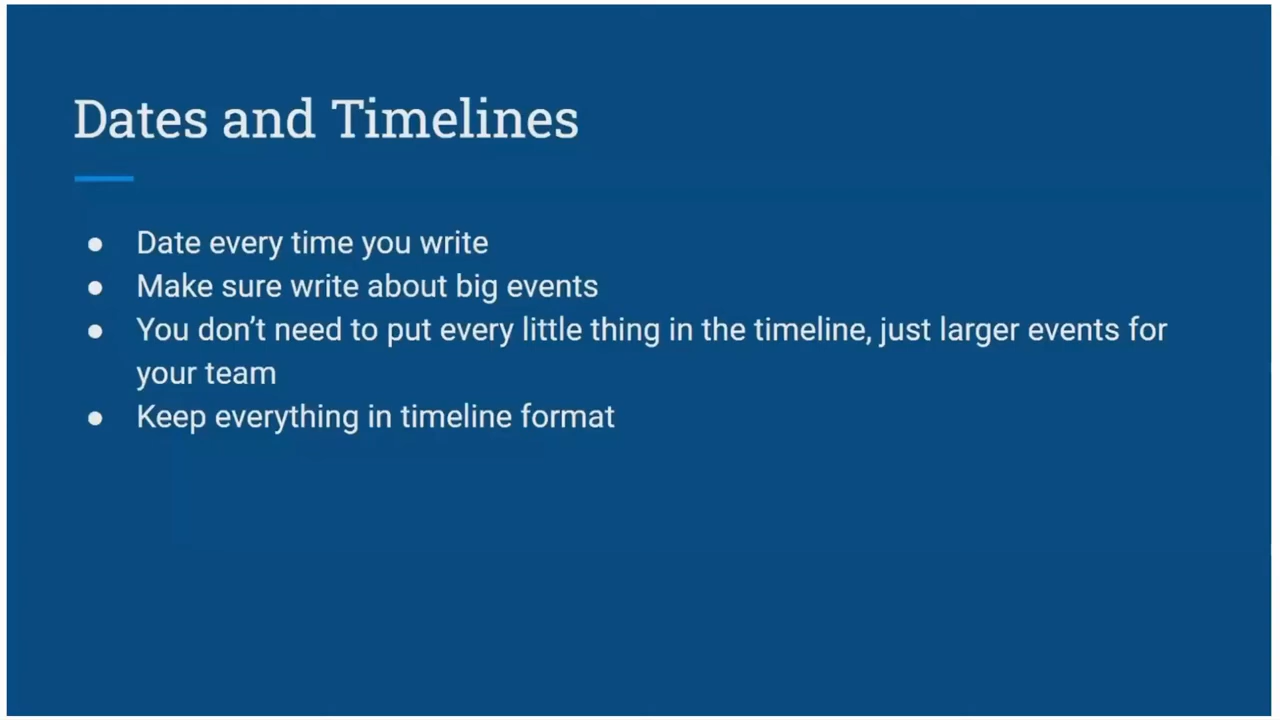 Dates and Timelines
● Date every time you write
● Make sure write about big events
● You don’t need to put every little thing in the timeline, just larger events for
your team
● Keep everything in timeline format